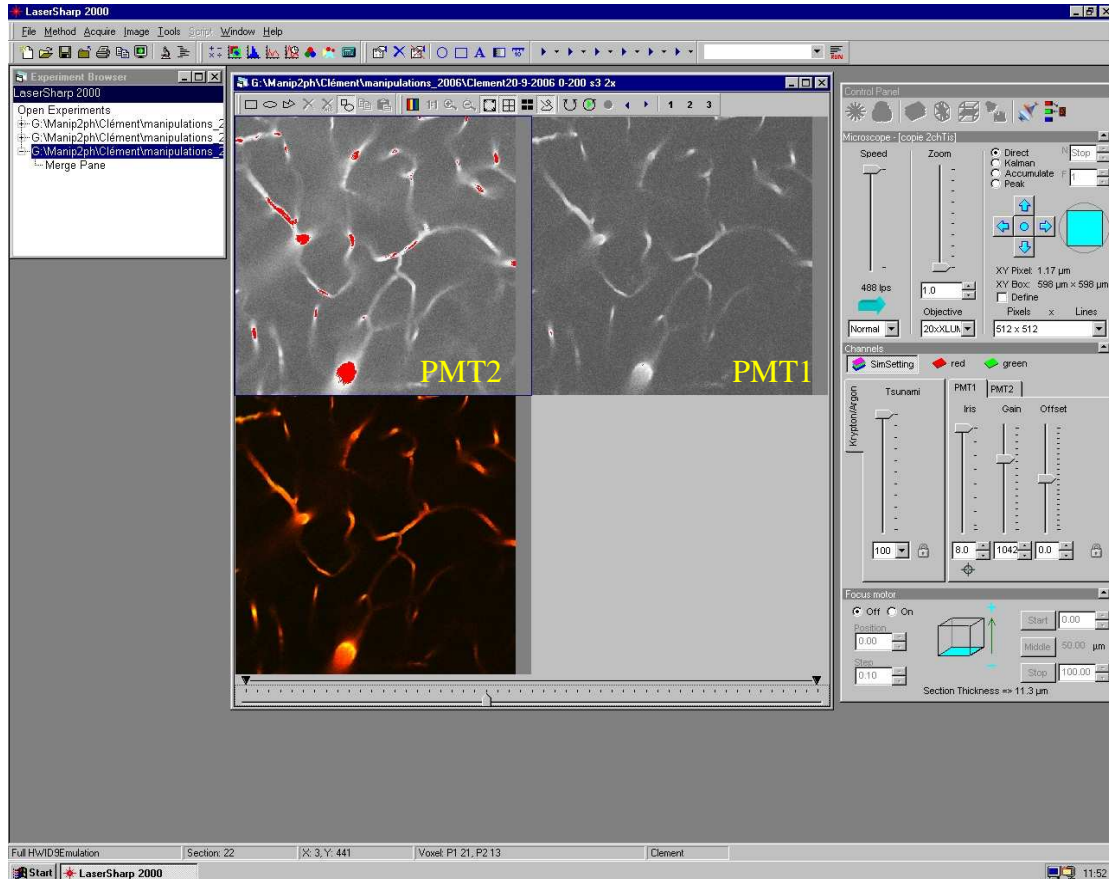 LaserSharp 2000
File Method Acquire Image Tools Script Window Help
Experiment Browser
LaserSharp 2000
Open Experiments
G:\Manip2ph\Clément\manipulations_2
G:\Manip2ph\Clément\manipulations_2
G:\Manip2ph\Clément\manipulations_2
Merge Pane
G:\Manip2ph\Clément\manipulations_2006\Clement20-9-2006 0-200 s3 2x
1 2 3
PMT2
PMT1
Control Panel
Microscope - [copie 2chTis]
Speed
Zoom
Direct
Kalman
Accumulate
Peak
N Stop
F 1
488 lps
1.0
XY Pixel: 1.17 µm
XY Box: 598 µm × 598 µm
Define
Objective
Pixels x Lines
Normal
20xXLUM
512 x 512
Channels
SimSetting red green
Krypton/Argon
Tsunami
PMT1 PMT2
Iris Gain Offset
100
8.0 1042 0.0
Focus motor
Off On
Position
0.00
Step
0.10
Start 0.00
Middle 50.00 µm
Stop 100.00
Section Thickness => 11.3 µm
Full HWID9Emulation Section: 22 X: 3, Y: 441 Voxel: P1 21, P2 13 Clement
Start LaserSharp 2000 11:52